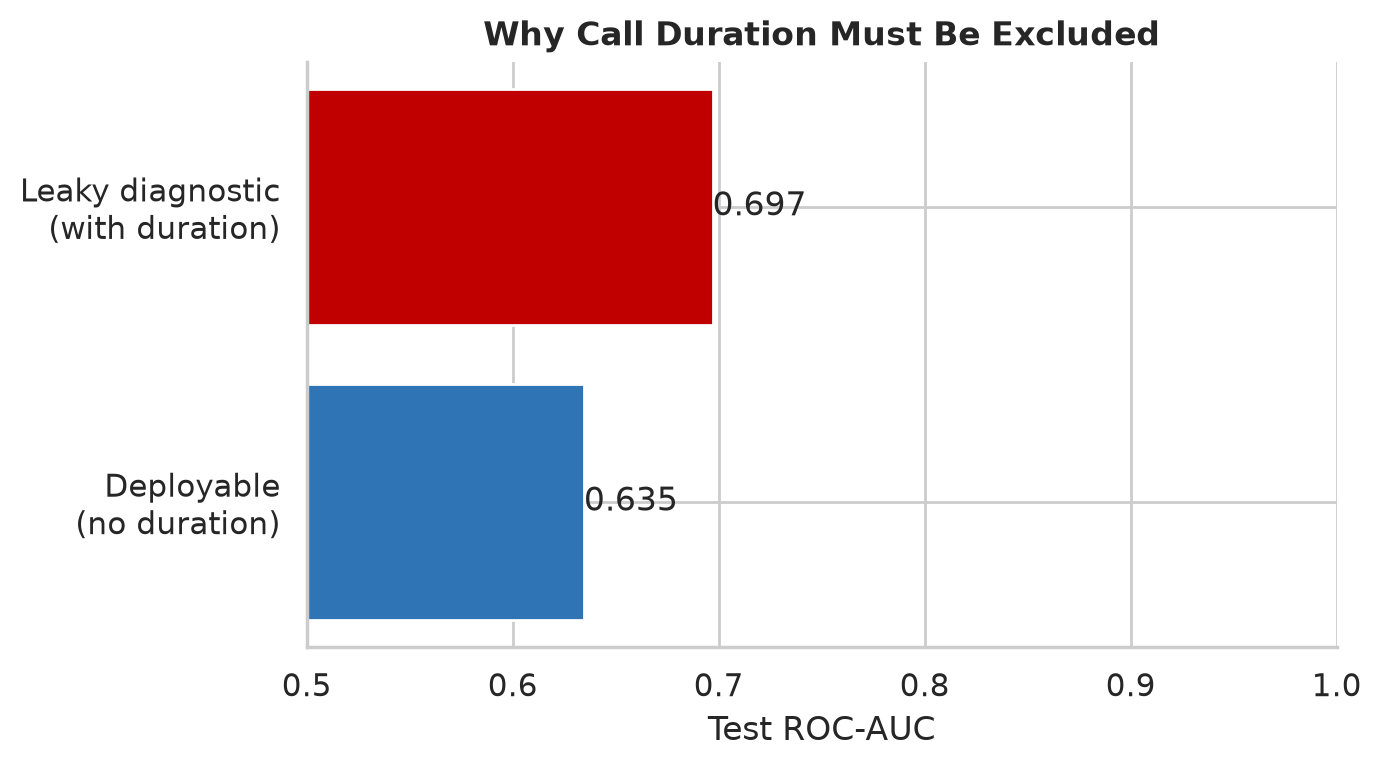 Why Call Duration Must Be Excluded
Leaky diagnostic
(with duration)
0.697
Deployable
(no duration)
0.635
0.5 0.6 0.7 0.8 0.9 1.0
Test ROC-AUC